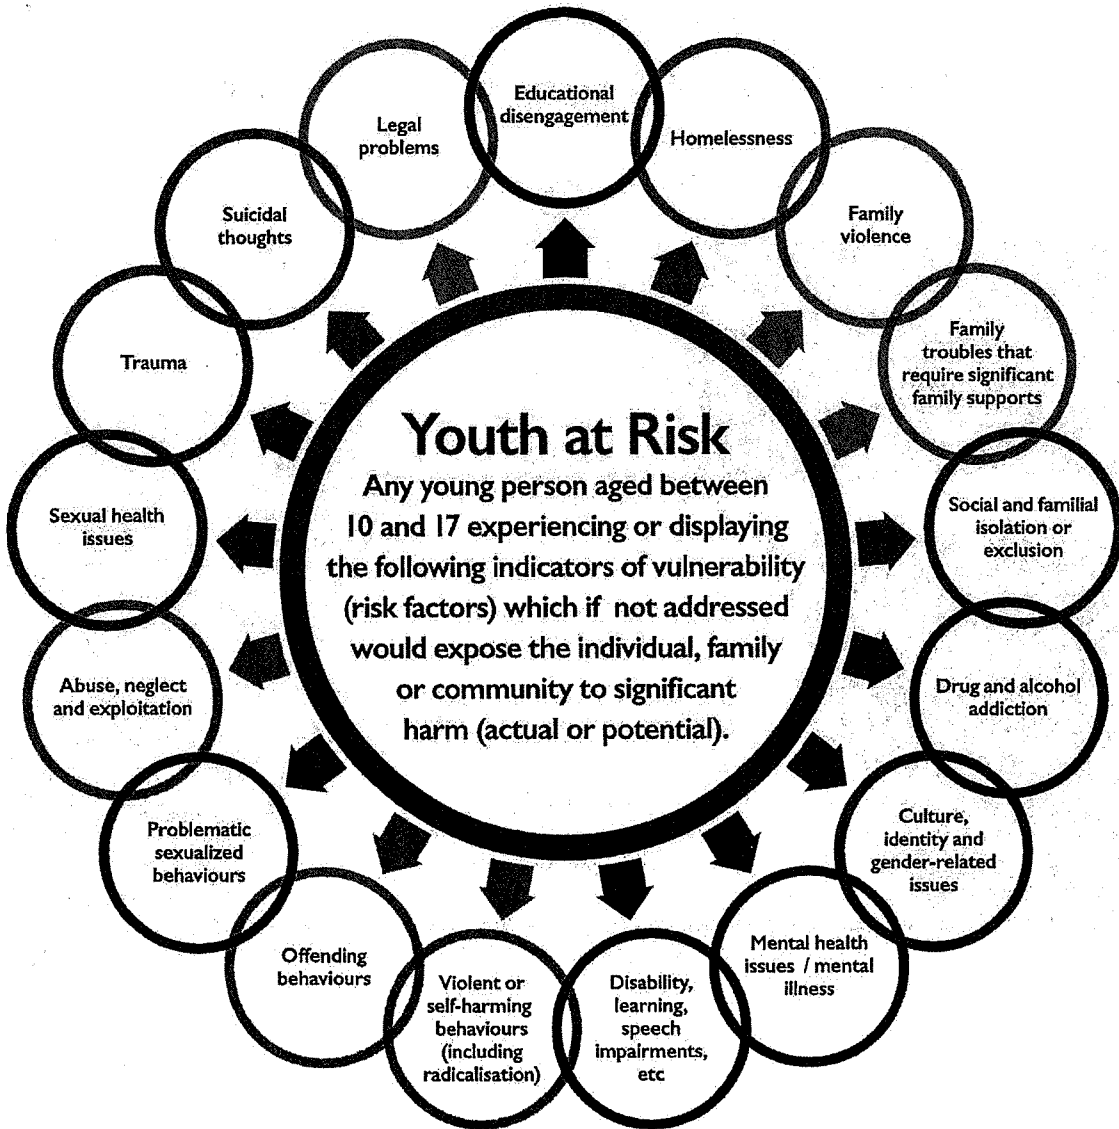 Youth at Risk
Any young person aged between
10 and 17 experiencing or displaying
the following indicators of vulnerability
(risk factors) which if not addressed
would expose the individual, family
or community to significant
harm (actual or potential).
Educational
disengagement
Homelessness
Family
violence
Family
troubles that
require significant
family supports
Social and familial
isolation or
exclusion
Drug and alcohol
addiction
Culture,
identity and
gender-related
issues
Mental health
issues / mental
illness
Disability,
learning,
speech
impairments,
etc
Violent or
self-harming
behaviours
(including
radicalisation)
Offending
behaviours
Problematic
sexualized
behaviours
Abuse, neglect
and exploitation
Sexual health
issues
Trauma
Suicidal
thoughts
Legal
problems